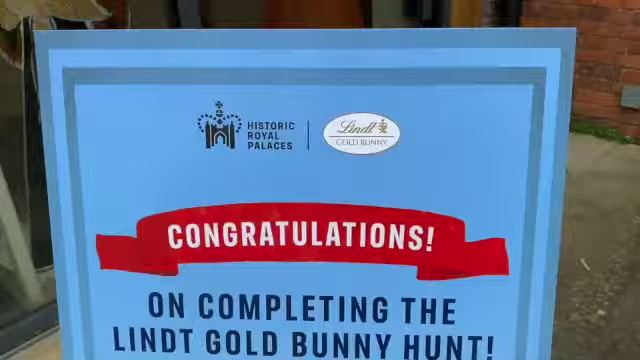 HISTORIC
ROYAL
PALACES
Lindt
GOLD BUNNY
CONGRATULATIONS!
ON COMPLETING THE
LINDT GOLD BUNNY HUNT!